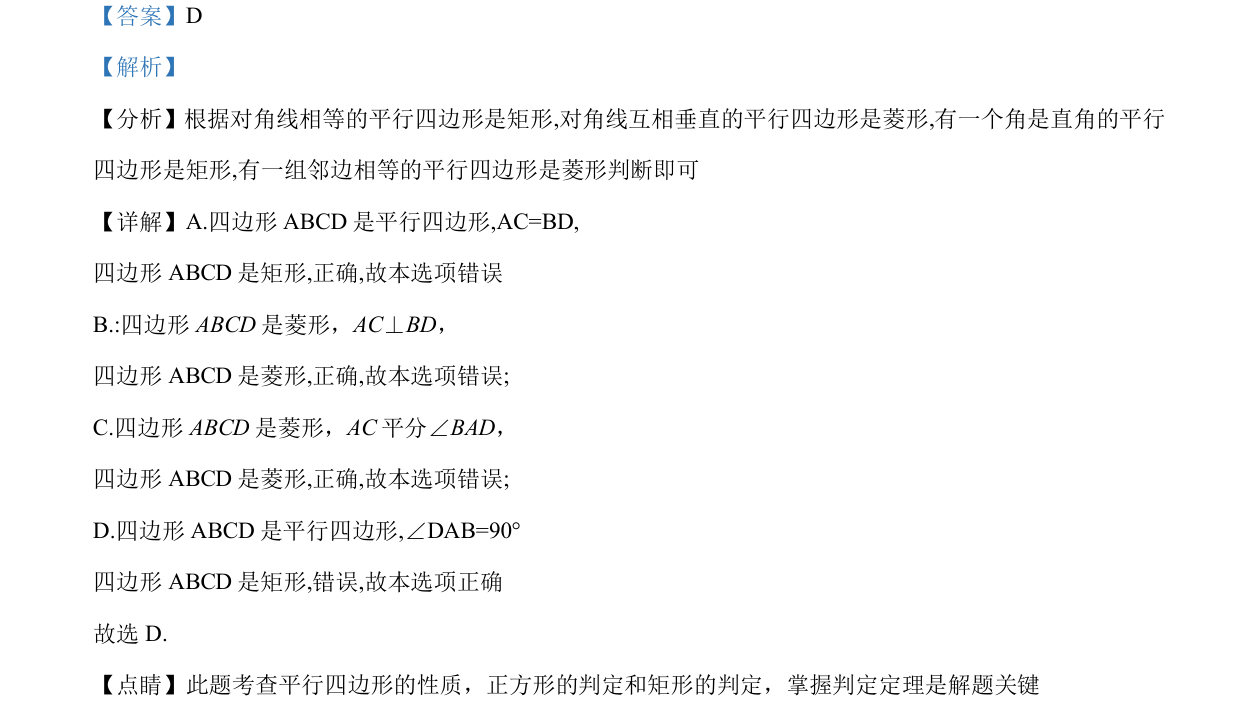 【答案】D
【解析】
【分析】根据对角线相等的平行四边形是矩形,对角线互相垂直的平行四边形是菱形,有一个角是直角的平行
四边形是矩形,有一组邻边相等的平行四边形是菱形判断即可
【详解】A.四边形 ABCD 是平行四边形,AC=BD,
四边形 ABCD 是矩形,正确,故本选项错误
B.:四边形 ABCD 是菱形，AC⊥BD，
四边形 ABCD 是菱形,正确,故本选项错误;
C.四边形 ABCD 是菱形，AC 平分∠BAD，
四边形 ABCD 是菱形,正确,故本选项错误;
D.四边形 ABCD 是平行四边形,∠DAB=90°
四边形 ABCD 是矩形,错误,故本选项正确
故选 D.
【点睛】此题考查平行四边形的性质，正方形的判定和矩形的判定，掌握判定定理是解题关键